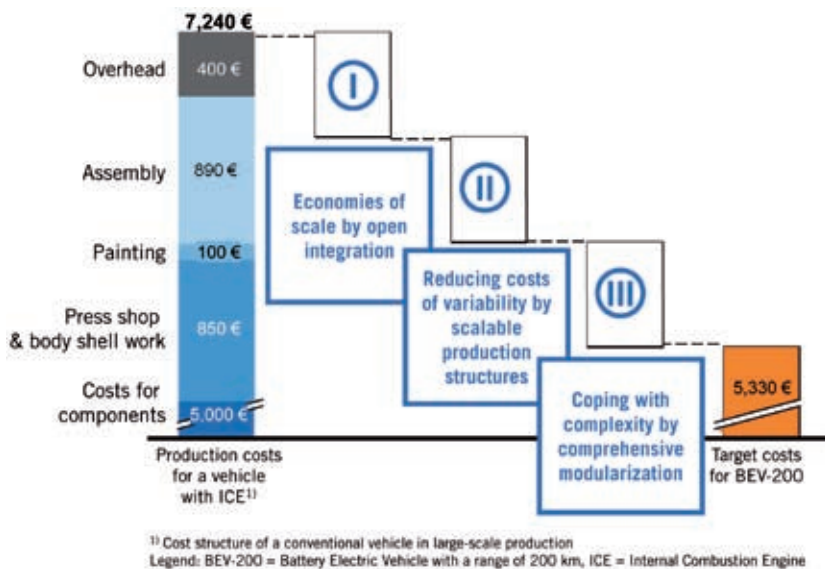 7,240 €
Overhead
400 €
I
Assembly
890 €
II
Economies of
scale by open
integration
Painting
100 €
Reducing costs
of variability by
scalable
production
structures
III
Press shop
& body shell work
850 €
Costs for
components
5,000 €
5,330 €
Coping with
complexity by
comprehensive
modularization
Production costs
for a vehicle
with ICE¹⁾
Target costs
for BEV-200
¹⁾ Cost structure of a conventional vehicle in large-scale production
Legend: BEV-200 = Battery Electric Vehicle with a range of 200 km, ICE = Internal Combustion Engine